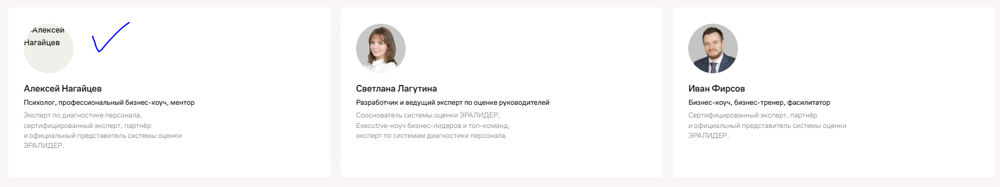 Алексей
Нагайцев
Алексей Нагайцев
Психолог, профессиональный бизнес-коуч, ментор
Эксперт по диагностике персонала,
сертифицированный эксперт, партнёр
и официальный представитель системы оценки
ЭРАЛИДЕР.
Светлана Лагутина
Разработчик и ведущий эксперт по оценке руководителей
Сооснователь системы оценки ЭРАЛИДЕР,
Executive-коуч бизнес-лидеров и топ-команд,
эксперт по системам диагностики персонала.
Иван Фирсов
Бизнес-коуч, бизнес-тренер, фасилитатор
Сертифицированный эксперт, партнёр
и официальный представитель системы оценки
ЭРАЛИДЕР.